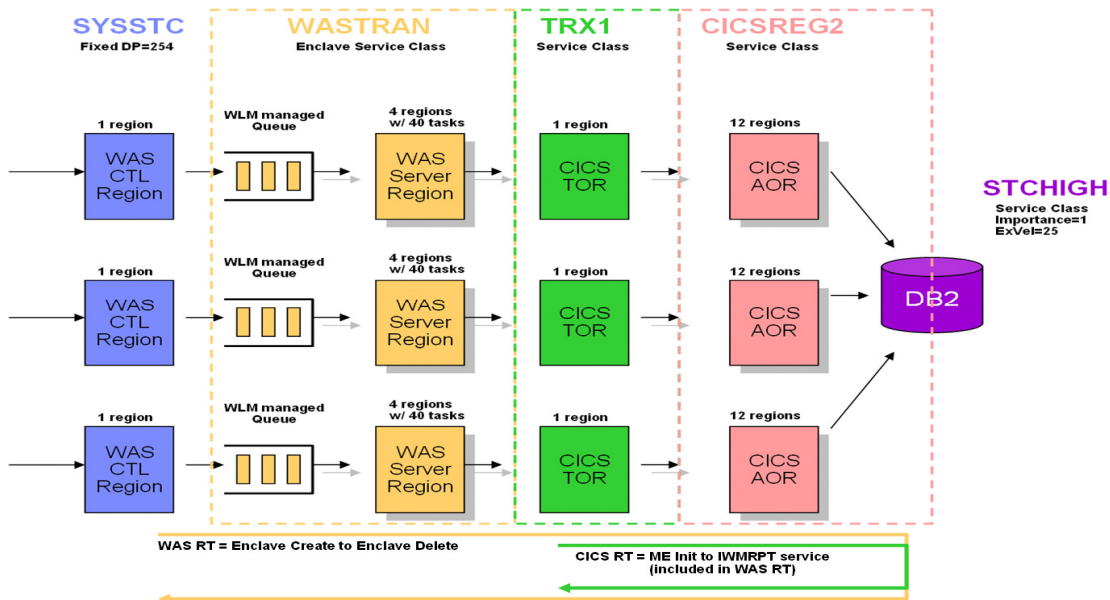 SYSSTC
Fixed DP=254
WASTRAN
Enclave Service Class
TRX1
Service Class
CICSREG2
Service Class
1 region
WAS
CTL
Region
WLM managed
Queue
4 regions
w/ 40 tasks
WAS
Server
Region
1 region
CICS
TOR
12 regions
CICS
AOR
1 region
WAS
CTL
Region
WLM managed
Queue
4 regions
w/ 40 tasks
WAS
Server
Region
1 region
CICS
TOR
12 regions
CICS
AOR
1 region
WAS
CTL
Region
WLM managed
Queue
4 regions
w/ 40 tasks
WAS
Server
Region
1 region
CICS
TOR
12 regions
CICS
AOR
STCHIGH
Service Class
Importance=1
ExVel=25
DB2
WAS RT = Enclave Create to Enclave Delete
CICS RT = ME Init to IWMRPT service
(included in WAS RT)